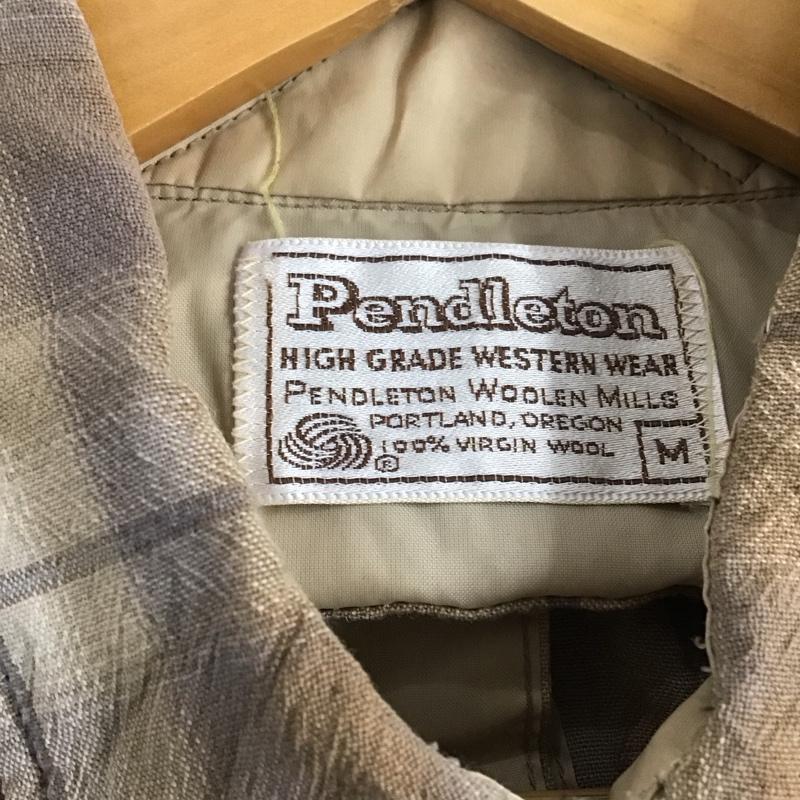 Pendleton
HIGH GRADE WESTERN WEAR
PENDLETON WOOLEN MILLS
PORTLAND, OREGON
100% VIRGIN WOOL
®
M